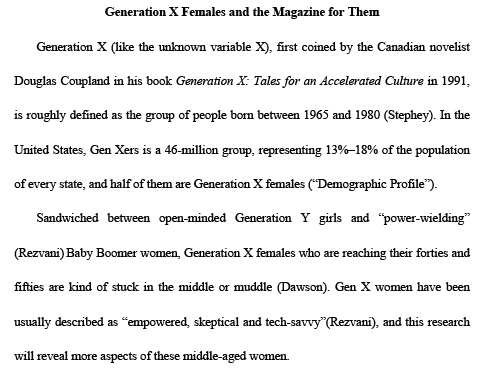 Generation X Females and the Magazine for Them
Generation X (like the unknown variable X), first coined by the Canadian novelist
Douglas Coupland in his book Generation X: Tales for an Accelerated Culture in 1991,
is roughly defined as the group of people born between 1965 and 1980 (Stephey). In the
United States, Gen Xers is a 46-million group, representing 13%–18% of the population
of every state, and half of them are Generation X females (“Demographic Profile”).
Sandwiched between open-minded Generation Y girls and “power-wielding”
(Rezvani) Baby Boomer women, Generation X females who are reaching their forties and
fifties are kind of stuck in the middle or muddle (Dawson). Gen X women have been
usually described as “empowered, skeptical and tech-savvy”(Rezvani), and this research
will reveal more aspects of these middle-aged women.